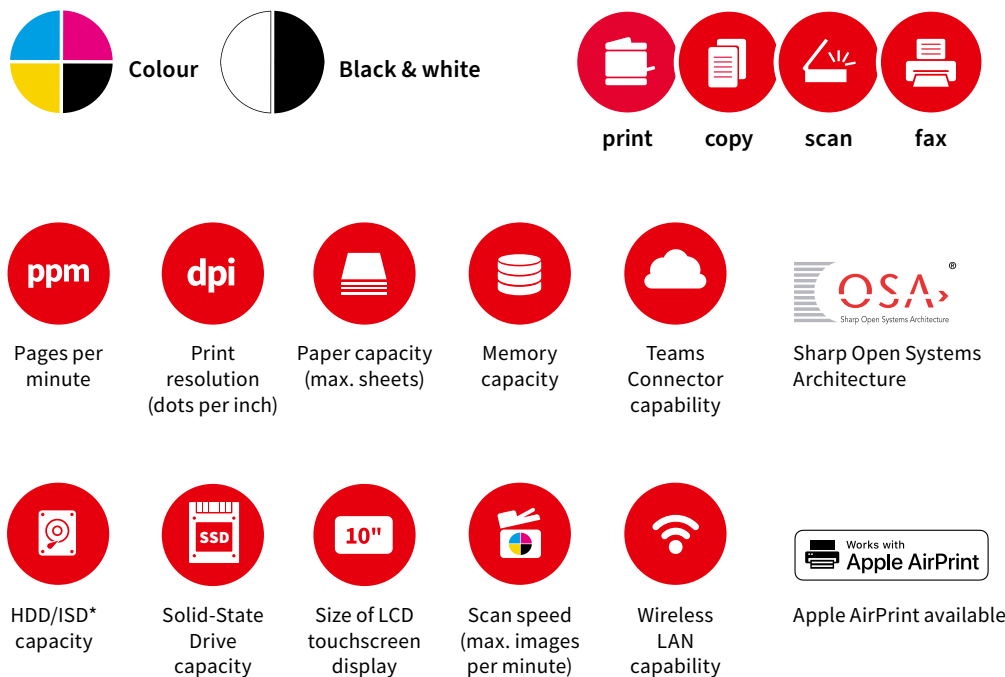 Colour
Black & white
print
copy
scan
fax
ppm
dpi
OSA
®
Sharp Open Systems Architecture
Pages per
minute
Print
resolution
(dots per inch)
Paper capacity
(max. sheets)
Memory
capacity
Teams
Connector
capability
Sharp Open Systems
Architecture
SSD
10"
Works with
Apple AirPrint
HDD/ISD*
capacity
Solid-State
Drive
capacity
Size of LCD
touchscreen
display
Scan speed
(max. images
per minute)
Wireless
LAN
capability
Apple AirPrint available